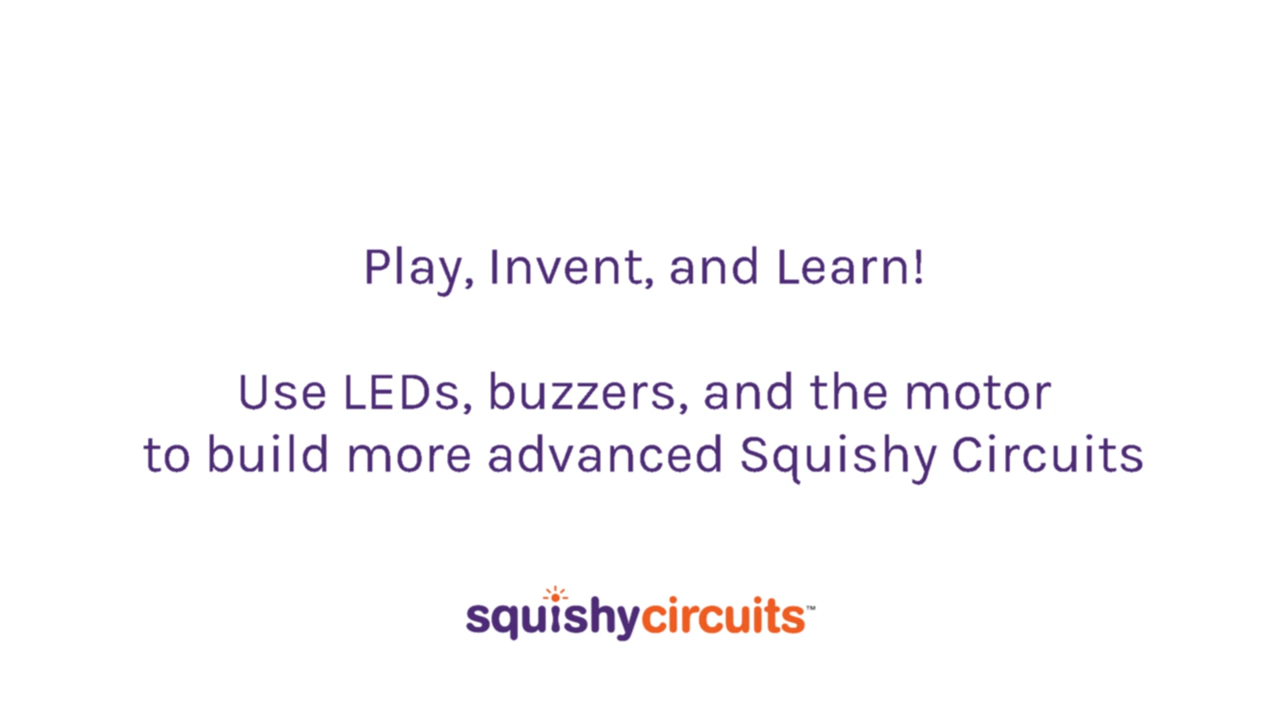 Play, Invent, and Learn!
Use LEDs, buzzers, and the motor
to build more advanced Squishy Circuits
squishycircuits™